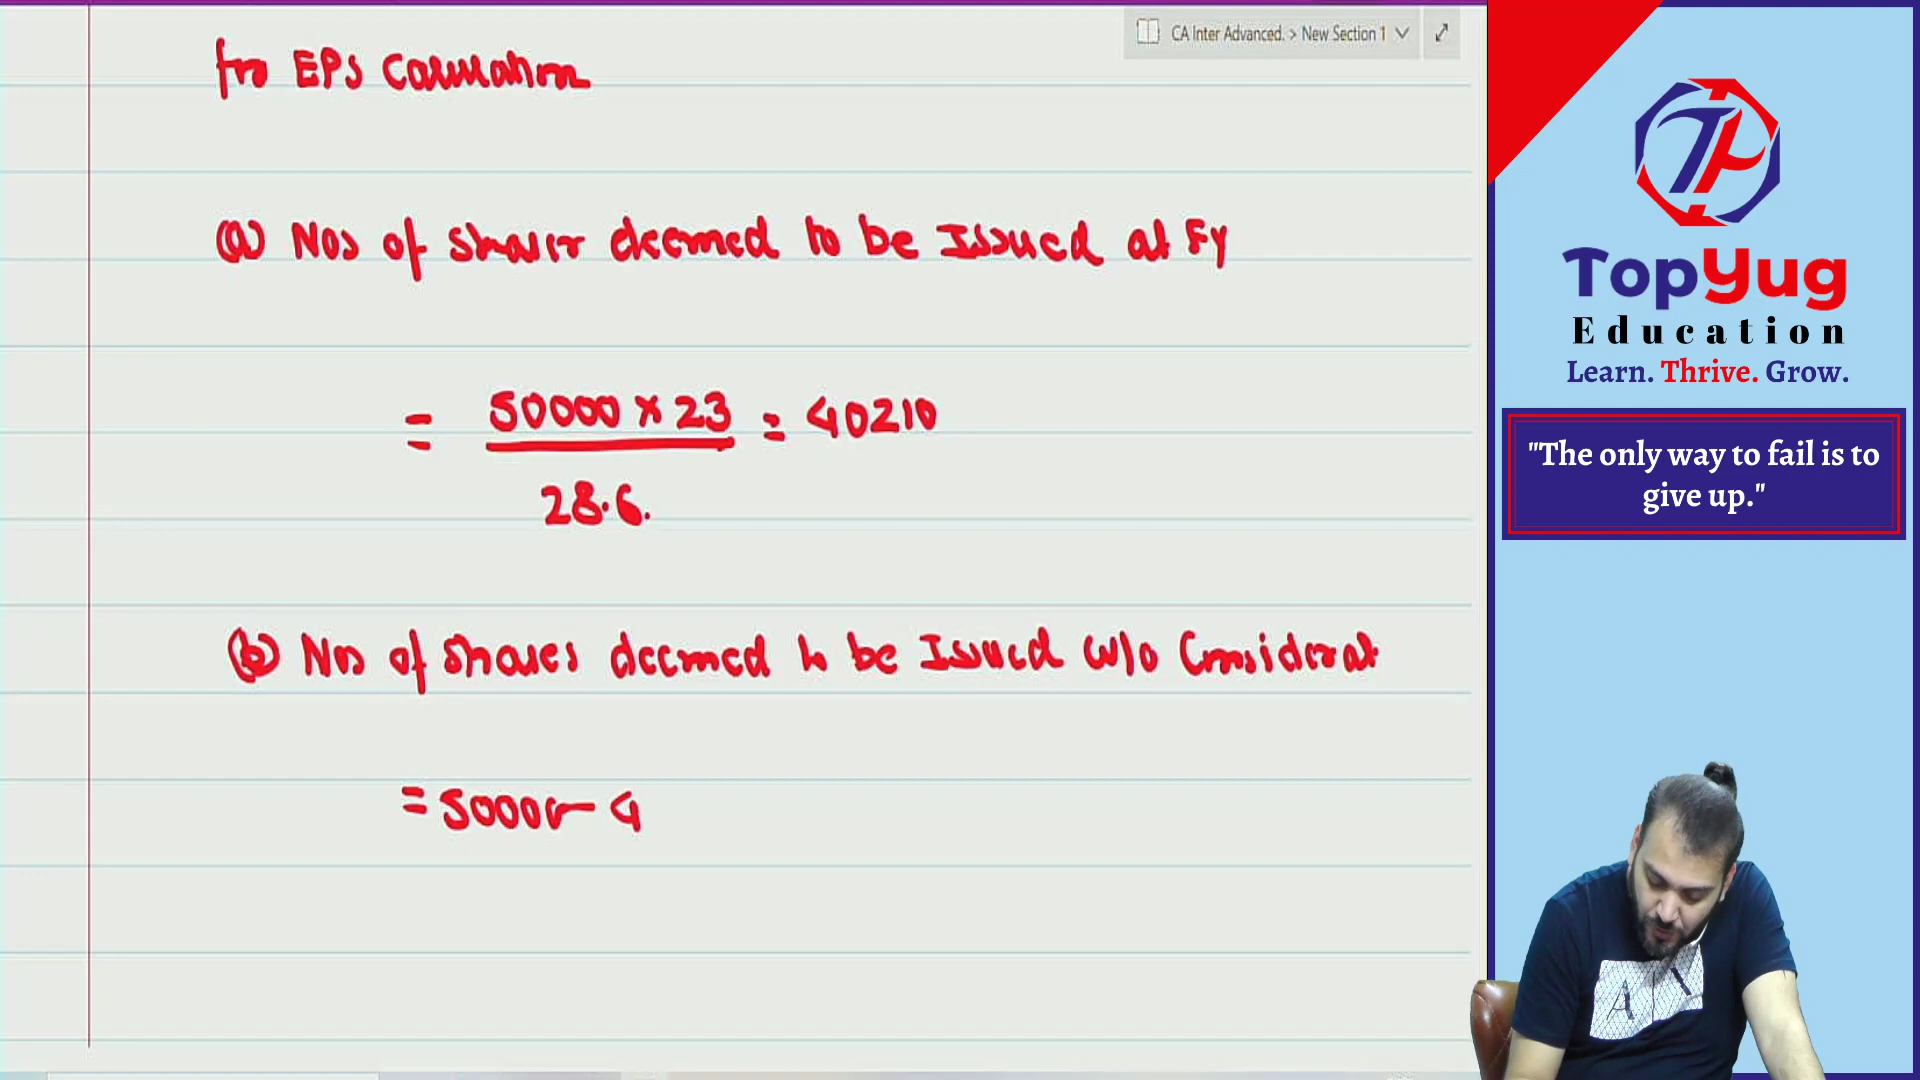 CA Inter Advanced. > New Section 1
for EPS Calculation
(a) Nos of shares deemed to be Issued at FV
= 50000 x 23 = 40210
28.6.
(b) Nos of shares deemed to be Issued w/o Considerat
= 50000 - 4
TopYug
Education
Learn. Thrive. Grow.
"The only way to fail is to
give up."